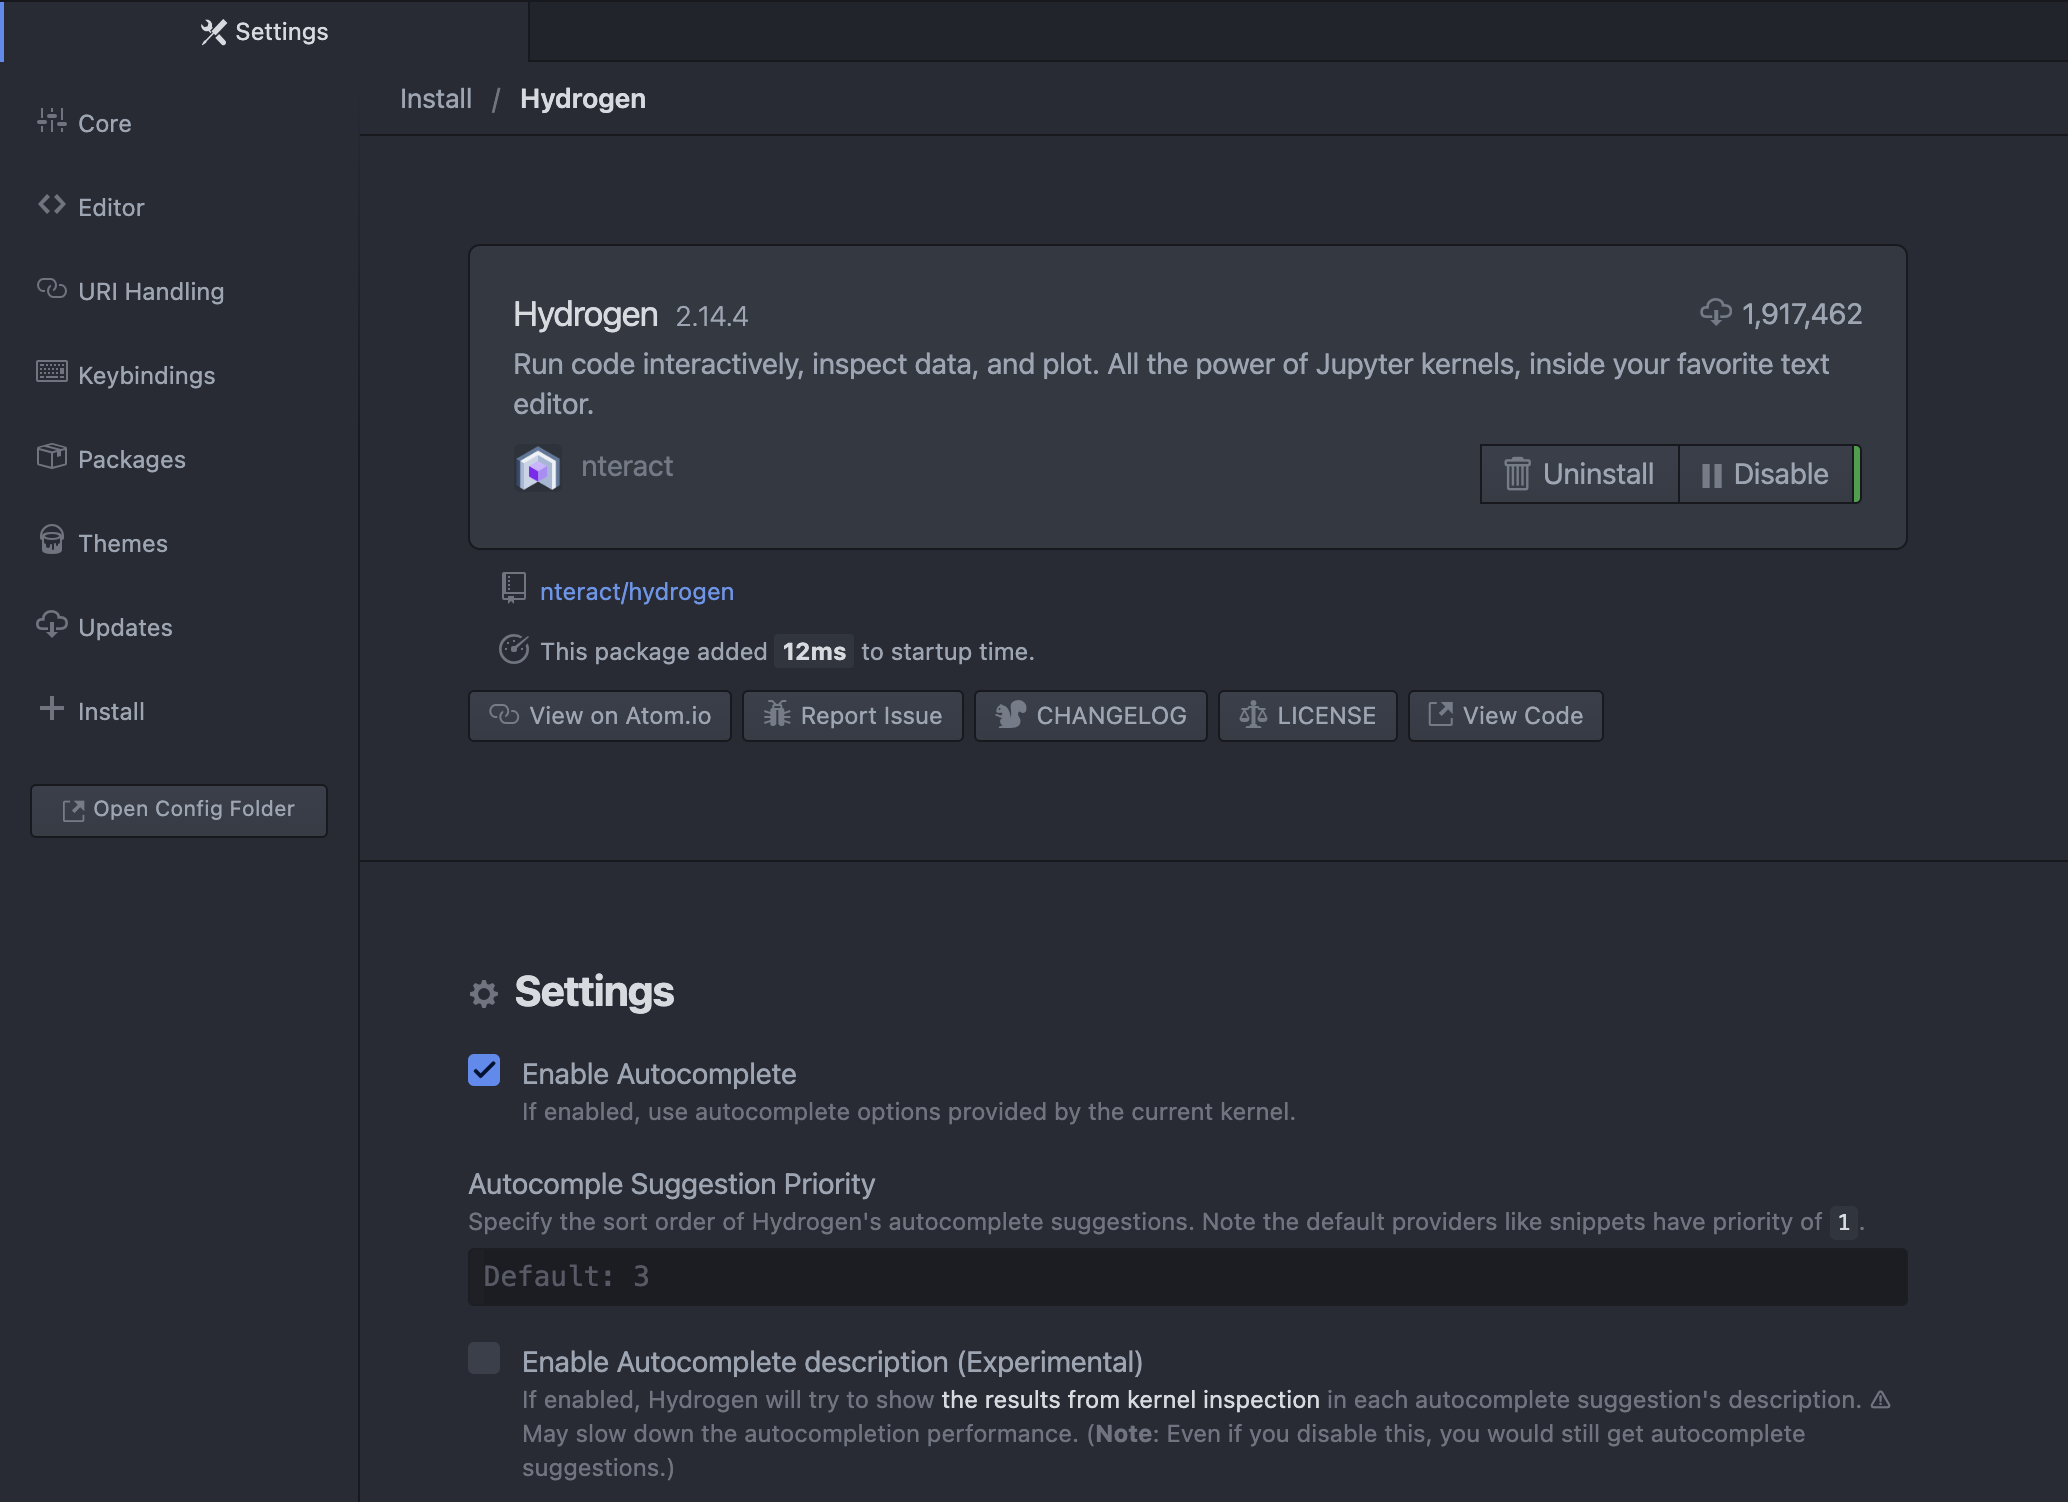 Settings
Core
Editor
URI Handling
Keybindings
Packages
Themes
Updates
Install
Open Config Folder
Install / Hydrogen
Hydrogen 2.14.4
1,917,462
Run code interactively, inspect data, and plot. All the power of Jupyter kernels, inside your favorite text
editor.
nteract
Uninstall
Disable
nteract/hydrogen
This package added 12ms to startup time.
View on Atom.io
Report Issue
CHANGELOG
LICENSE
View Code
Settings
Enable Autocomplete
If enabled, use autocomplete options provided by the current kernel.
Autocomple Suggestion Priority
Specify the sort order of Hydrogen's autocomplete suggestions. Note the default providers like snippets have priority of 1.
Default: 3
Enable Autocomplete description (Experimental)
If enabled, Hydrogen will try to show the results from kernel inspection in each autocomplete suggestion's description. ⚠
May slow down the autocompletion performance. (Note: Even if you disable this, you would still get autocomplete
suggestions.)